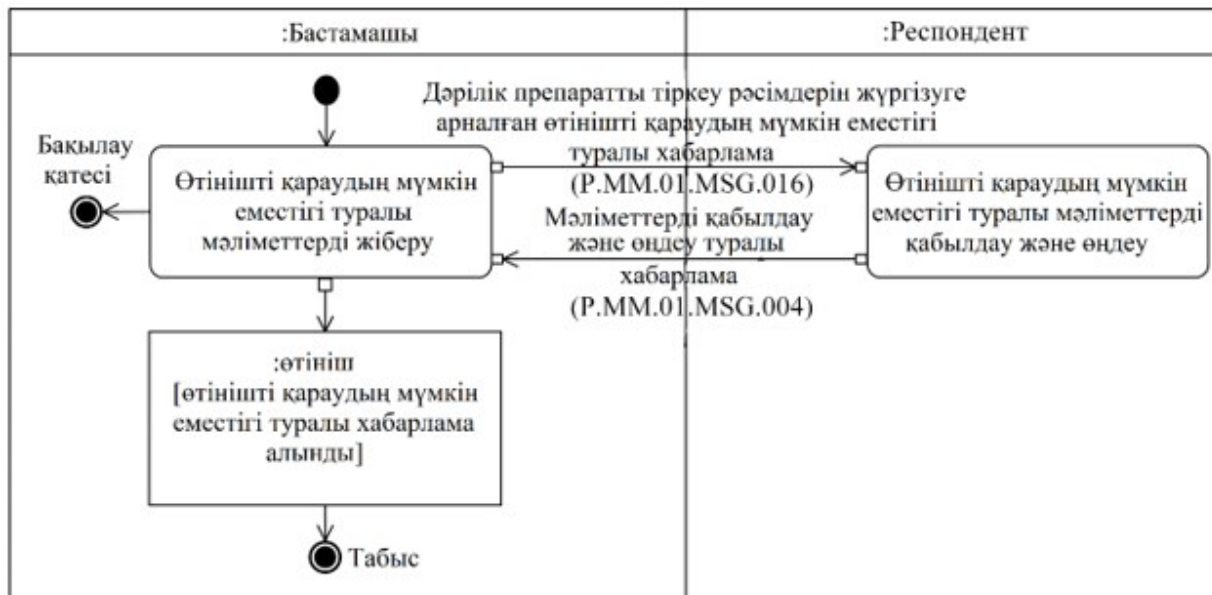 :Бастамашы
:Респондент
Дәрілік препаратты тіркеу рәсімдерін жүргізуге
арналған өтінішті қараудың мүмкін еместігі
туралы хабарлама
(P.MM.01.MSG.016)
Бақылау
қатесі
Өтінішті қараудың мүмкін
еместігі туралы
мәліметтерді жіберу
Мәліметтерді қабылдау
және өңдеу туралы
хабарлама
(P.MM.01.MSG.004)
Өтінішті қараудың мүмкін
еместігі туралы мәліметтерді
қабылдау және өңдеу
:өтініш
[өтінішті қараудың мүмкін
еместігі туралы хабарлама
алынды]
Табыс